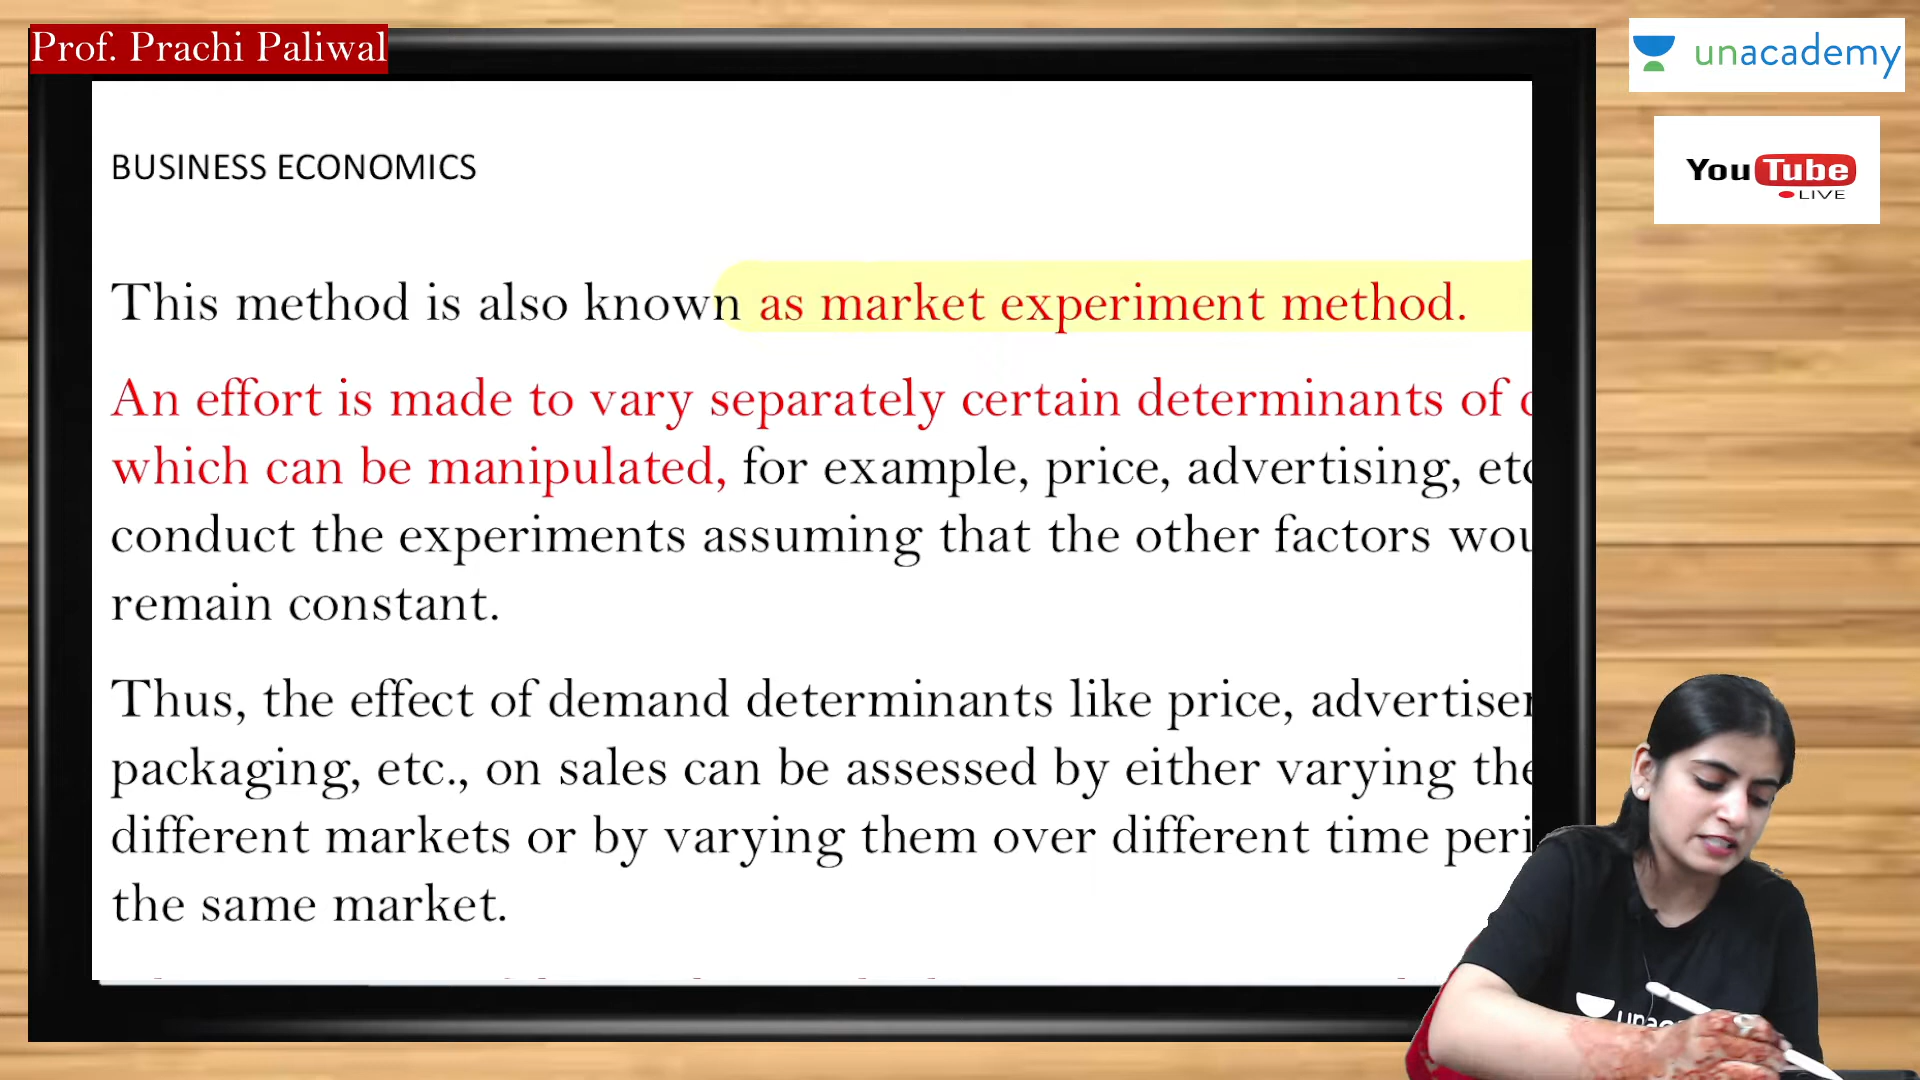 Prof. Prachi Paliwal
unacademy
YouTube
LIVE
BUSINESS ECONOMICS
This method is also known as market experiment method.
An effort is made to vary separately certain determinants of
which can be manipulated, for example, price, advertising, etc
conduct the experiments assuming that the other factors
remain constant.
Thus, the effect of demand determinants like price,
packaging, etc., on sales can be assessed by either varying
different markets or by varying them over different time
the same market.